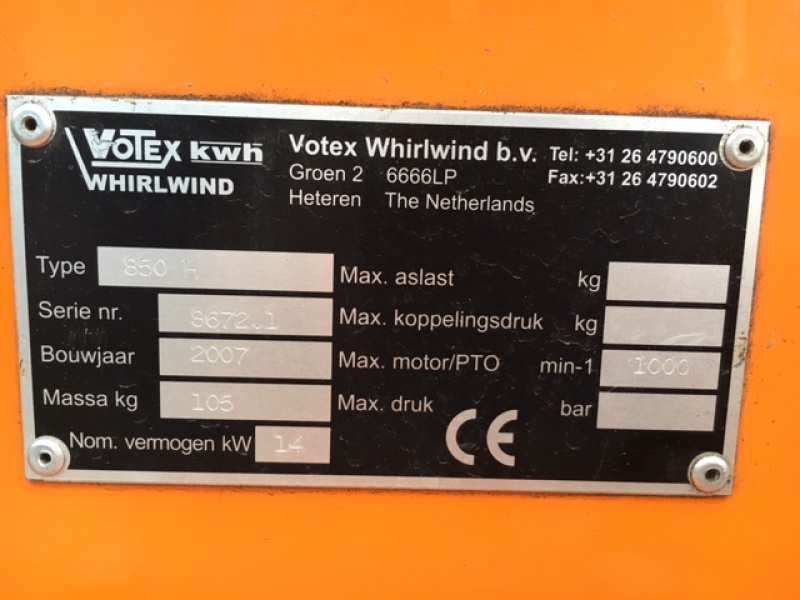 VOTEX kwh
WHIRLWIND
Votex Whirlwind b.v. Tel: +31 26 4790600
Groen 2 6666LP Fax:+31 26 4790602
Heteren The Netherlands
Type 850 H
Serie nr.
Bouwjaar 2007
Massa kg 105
Nom. vermogen kW 14
Max. aslast kg
Max. koppelingsdruk kg
Max. motor/PTO min-1 1000
Max. druk bar
CE